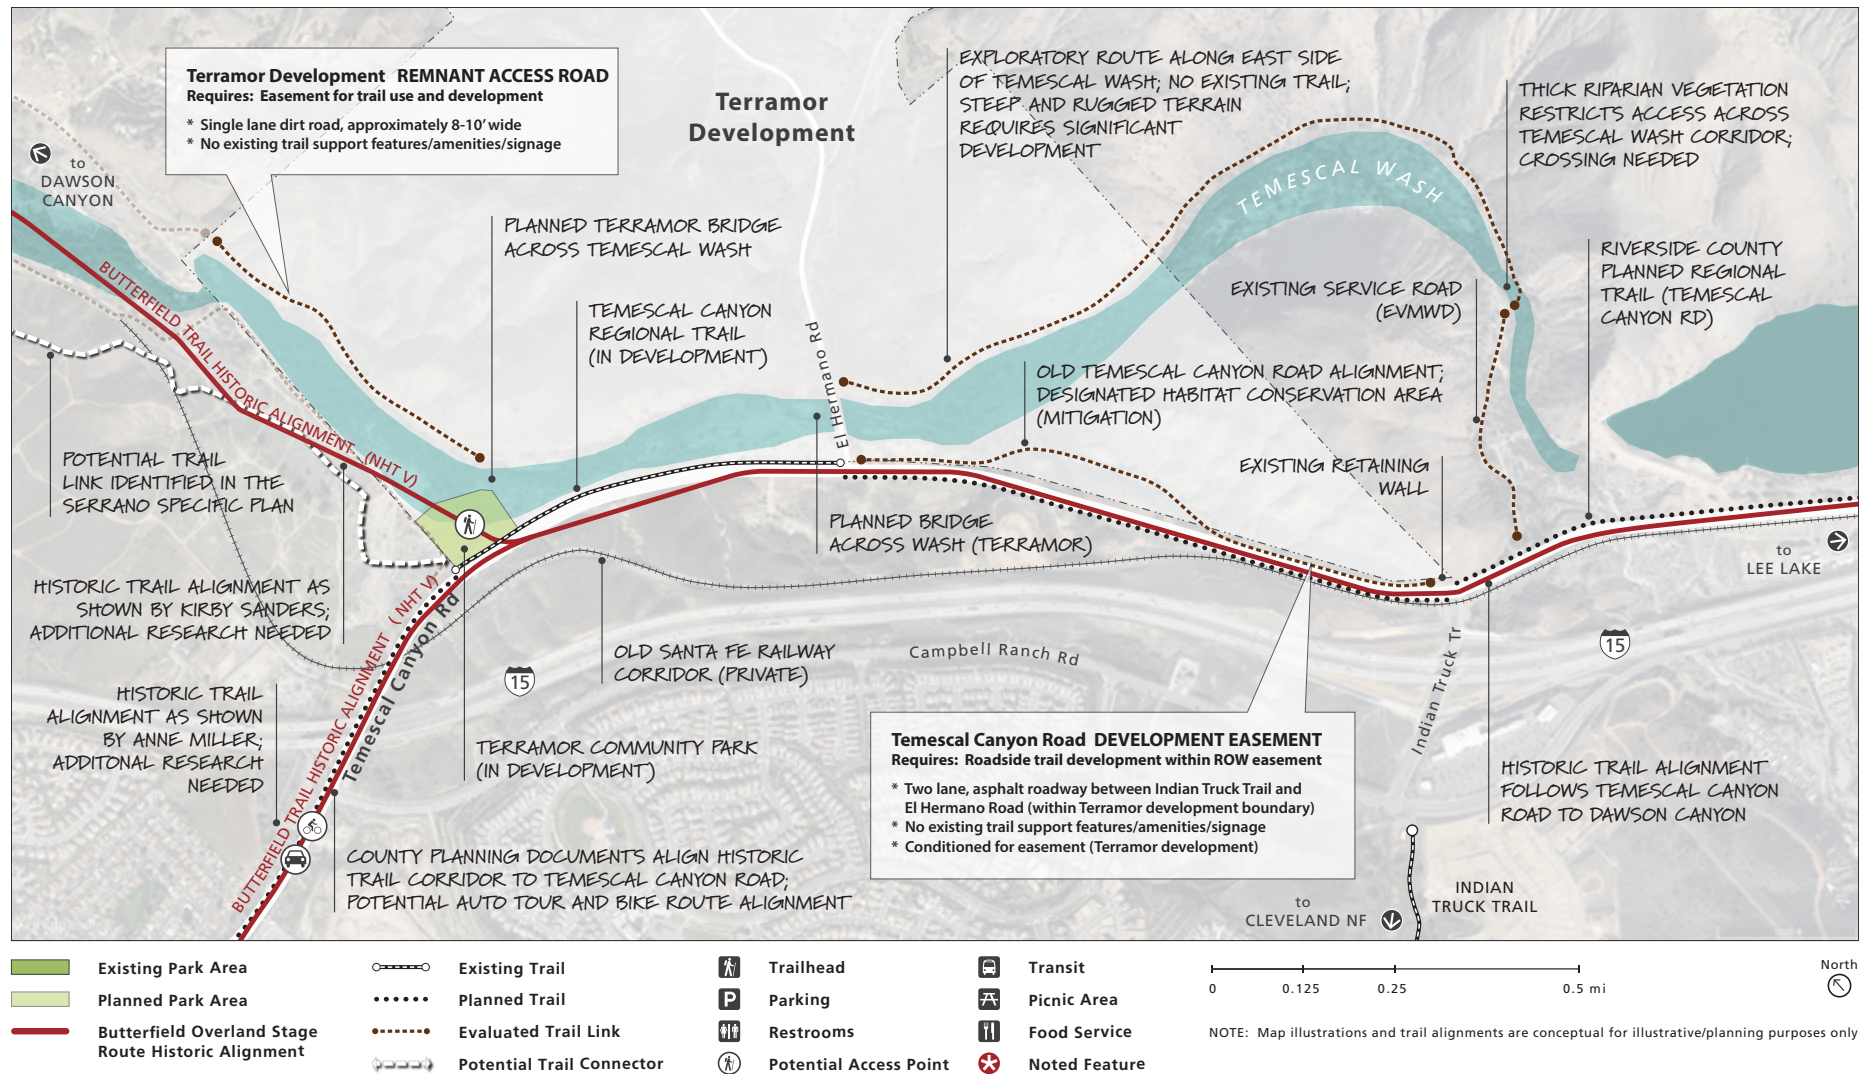 Terramor Development REMNANT ACCESS ROAD
Requires: Easement for trail use and development
* Single lane dirt road, approximately 8-10' wide
* No existing trail support features/amenities/signage
to
DAWSON
CANYON
Terramor
Development
EXPLORATORY ROUTE ALONG EAST SIDE
OF TEMESCAL WASH; NO EXISTING TRAIL;
STEEP AND RUGGED TERRAIN
REQUIRES SIGNIFICANT
DEVELOPMENT
THICK RIPARIAN VEGETATION
RESTRICTS ACCESS ACROSS
TEMESCAL WASH CORRIDOR;
CROSSING NEEDED
TEMESCAL WASH
PLANNED TERRAMOR BRIDGE
ACROSS TEMESCAL WASH
RIVERSIDE COUNTY
PLANNED REGIONAL
TRAIL (TEMESCAL
CANYON RD)
EXISTING SERVICE ROAD
(EVMWD)
TEMESCAL CANYON
REGIONAL TRAIL
(IN DEVELOPMENT)
El Hermano Rd
BUTTERFIELD TRAIL HISTORIC ALIGNMENT (NHT V)
OLD TEMESCAL CANYON ROAD ALIGNMENT;
DESIGNATED HABITAT CONSERVATION AREA
(MITIGATION)
POTENTIAL TRAIL
LINK IDENTIFIED IN THE
SERRANO SPECIFIC PLAN
EXISTING RETAINING
WALL
PLANNED BRIDGE
ACROSS WASH (TERRAMOR)
to
LEE LAKE
HISTORIC TRAIL ALIGNMENT AS
SHOWN BY KIRBY SANDERS;
ADDITIONAL RESEARCH NEEDED
BUTTERFIELD TRAIL HISTORIC ALIGNMENT (NHT V)
Temescal Canyon Rd
OLD SANTA FE RAILWAY
CORRIDOR (PRIVATE)
Campbell Ranch Rd
Indian Truck Tr
15
15
HISTORIC TRAIL
ALIGNMENT AS SHOWN
BY ANNE MILLER;
ADDITONAL RESEARCH
NEEDED
TERRAMOR COMMUNITY PARK
(IN DEVELOPMENT)
Temescal Canyon Road DEVELOPMENT EASEMENT
Requires: Roadside trail development within ROW easement
* Two lane, asphalt roadway between Indian Truck Trail and
El Hermano Road (within Terramor development boundary)
* No existing trail support features/amenities/signage
* Conditioned for easement (Terramor development)
HISTORIC TRAIL ALIGNMENT
FOLLOWS TEMESCAL CANYON
ROAD TO DAWSON CANYON
COUNTY PLANNING DOCUMENTS ALIGN HISTORIC
TRAIL CORRIDOR TO TEMESCAL CANYON ROAD;
POTENTIAL AUTO TOUR AND BIKE ROUTE ALIGNMENT
INDIAN
TRUCK TRAIL
to
CLEVELAND NF
Existing Park Area
Planned Park Area
Butterfield Overland Stage
Route Historic Alignment
Existing Trail
Planned Trail
Evaluated Trail Link
Potential Trail Connector
Trailhead
P Parking
Restrooms
Potential Access Point
Transit
Picnic Area
Food Service
Noted Feature
0 0.125 0.25 0.5 mi
North
NOTE: Map illustrations and trail alignments are conceptual for illustrative/planning purposes only